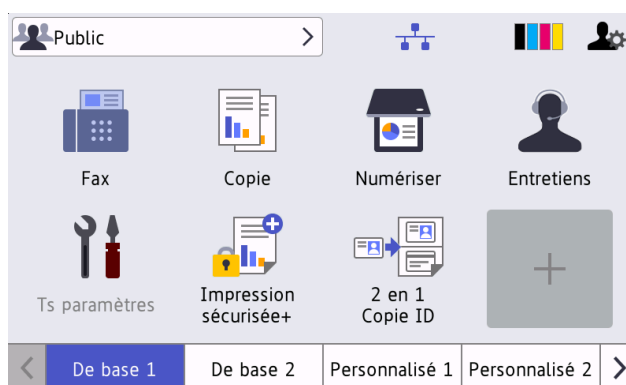 Public
Fax
Copie
Numériser
Entretiens
Ts paramètres
Impression
sécurisée+
2 en 1
Copie ID
De base 1
De base 2
Personnalisé 1
Personnalisé 2